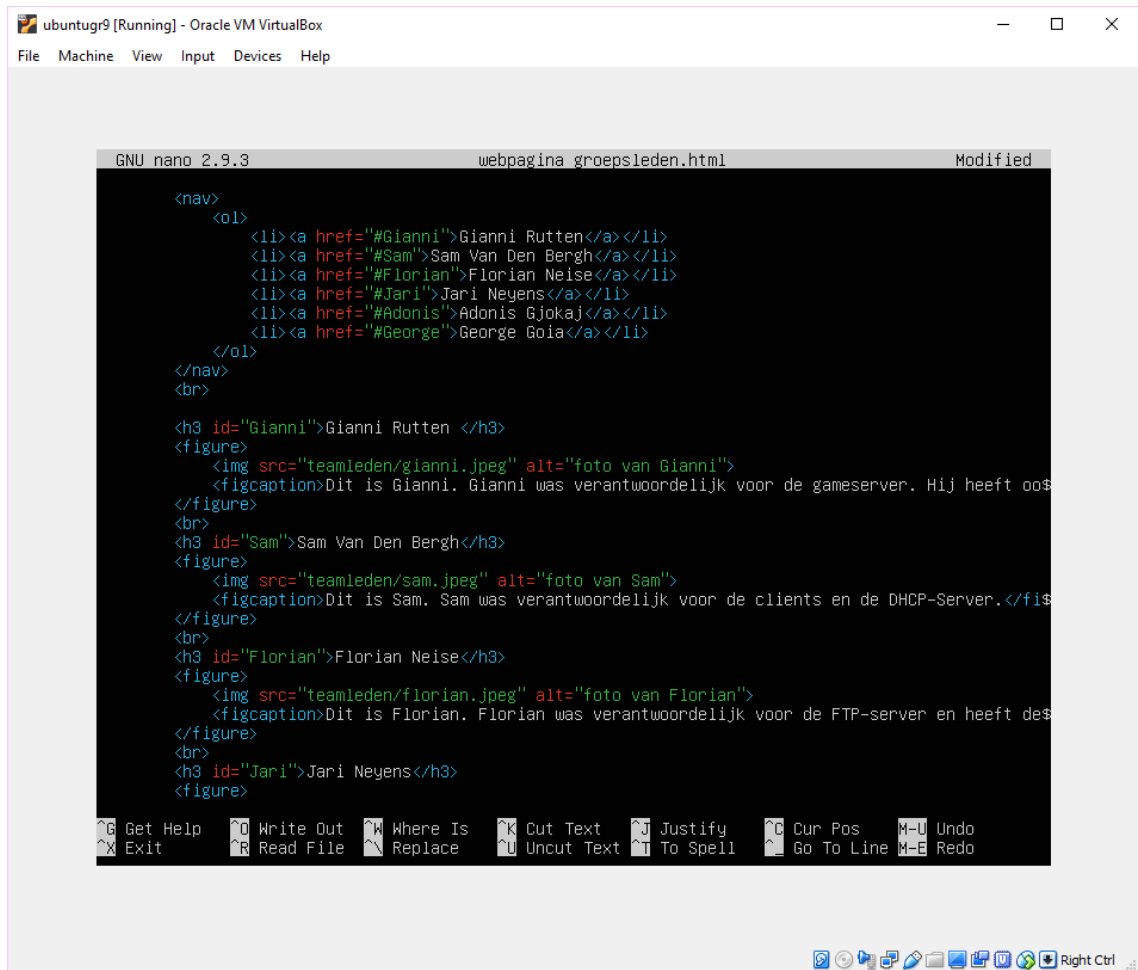 ubuntugr9 [Running] - Oracle VM VirtualBox
File Machine View Input Devices Help
GNU nano 2.9.3 webpagina groepsleden.html Modified
<nav>
<ol>
<li><a href="#Gianni">Gianni Rutten</a></li>
<li><a href="#Sam">Sam Van Den Bergh</a></li>
<li><a href="#Florian">Florian Neise</a></li>
<li><a href="#Jari">Jari Neyens</a></li>
<li><a href="#Adonis">Adonis Gjokaj</a></li>
<li><a href="#George">George Goia</a></li>
</ol>
</nav>
<br>
<h3 id="Gianni">Gianni Rutten </h3>
<figure>
<img src="teamleden/gianni.jpeg" alt="foto van Gianni">
<figcaption>Dit is Gianni. Gianni was verantwoordelijk voor de gameserver. Hij heeft oo$
</figure>
<br>
<h3 id="Sam">Sam Van Den Bergh</h3>
<figure>
<img src="teamleden/sam.jpeg" alt="foto van Sam">
<figcaption>Dit is Sam. Sam was verantwoordelijk voor de clients en de DHCP-Server.</fi$
</figure>
<br>
<h3 id="Florian">Florian Neise</h3>
<figure>
<img src="teamleden/florian.jpeg" alt="foto van Florian">
<figcaption>Dit is Florian. Florian was verantwoordelijk voor de FTP-server en heeft de$
</figure>
<br>
<h3 id="Jari">Jari Neyens</h3>
<figure>
^G Get Help ^O Write Out ^W Where Is ^K Cut Text ^J Justify ^C Cur Pos M-U Undo
^X Exit ^R Read File ^\ Replace ^U Uncut Text ^T To Spell ^_ Go To Line M-E Redo
Right Ctrl